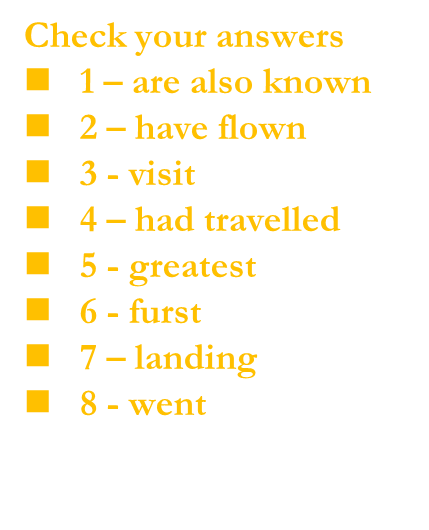 Check your answers
■ 1 – are also known
■ 2 – have flown
■ 3 - visit
■ 4 – had travelled
■ 5 - greatest
■ 6 - furst
■ 7 – landing
■ 8 - went